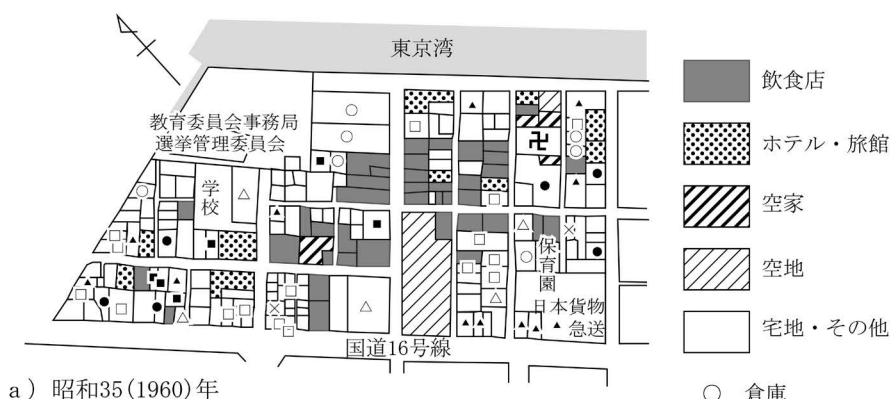 東京湾
教育委員会事務局
選挙管理委員会
学校
保育園
日本貨物
急送
国道16号線
a）昭和35(1960)年
飲食店
ホテル・旅館
空家
空地
宅地・その他
倉庫